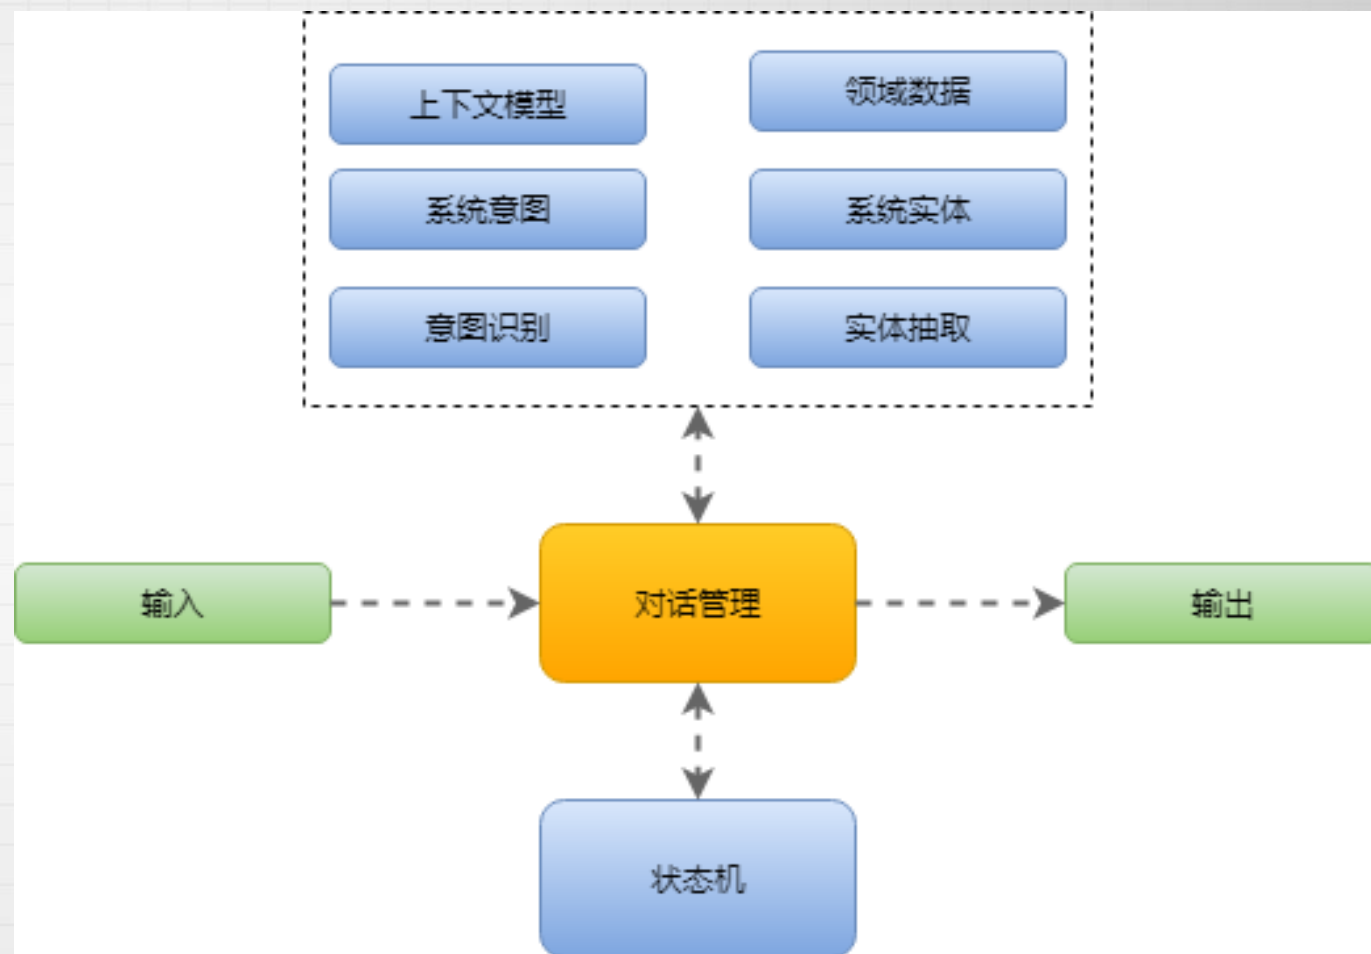 上下文模型
领域数据
系统意图
系统实体
意图识别
实体抽取
输入
对话管理
输出
状态机